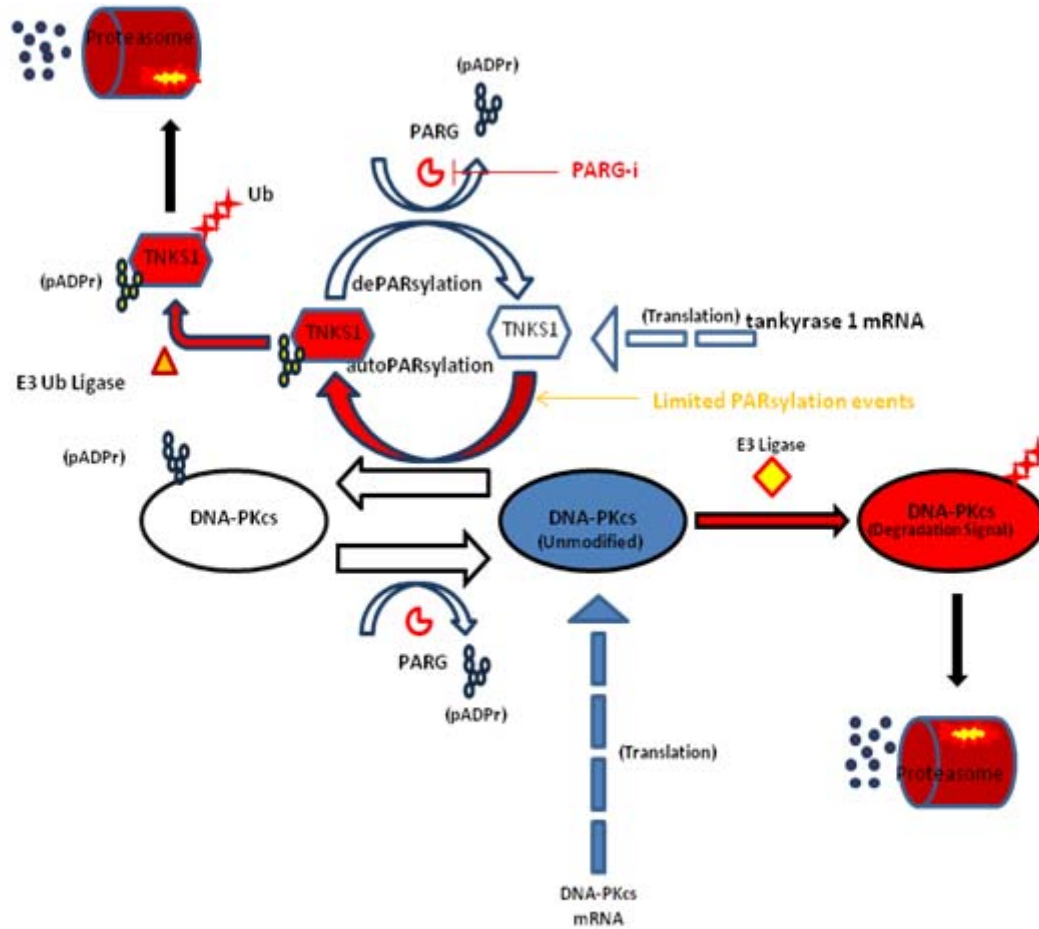 Proteasome
(pADPr)
PARG
PARG-i
Ub
TNKS1
(pADPr)
dePARsylation
TNKS1
TNKS1
(Translation)
tankyrase 1 mRNA
autoPARsylation
E3 Ub Ligase
Limited PARsylation events
(pADPr)
E3 Ligase
DNA-PKcs
DNA-PKcs
(Unmodified)
DNA-PKcs
(Degradation Signal)
PARG
(pADPr)
(Translation)
Proteasome
DNA-PKcs
mRNA